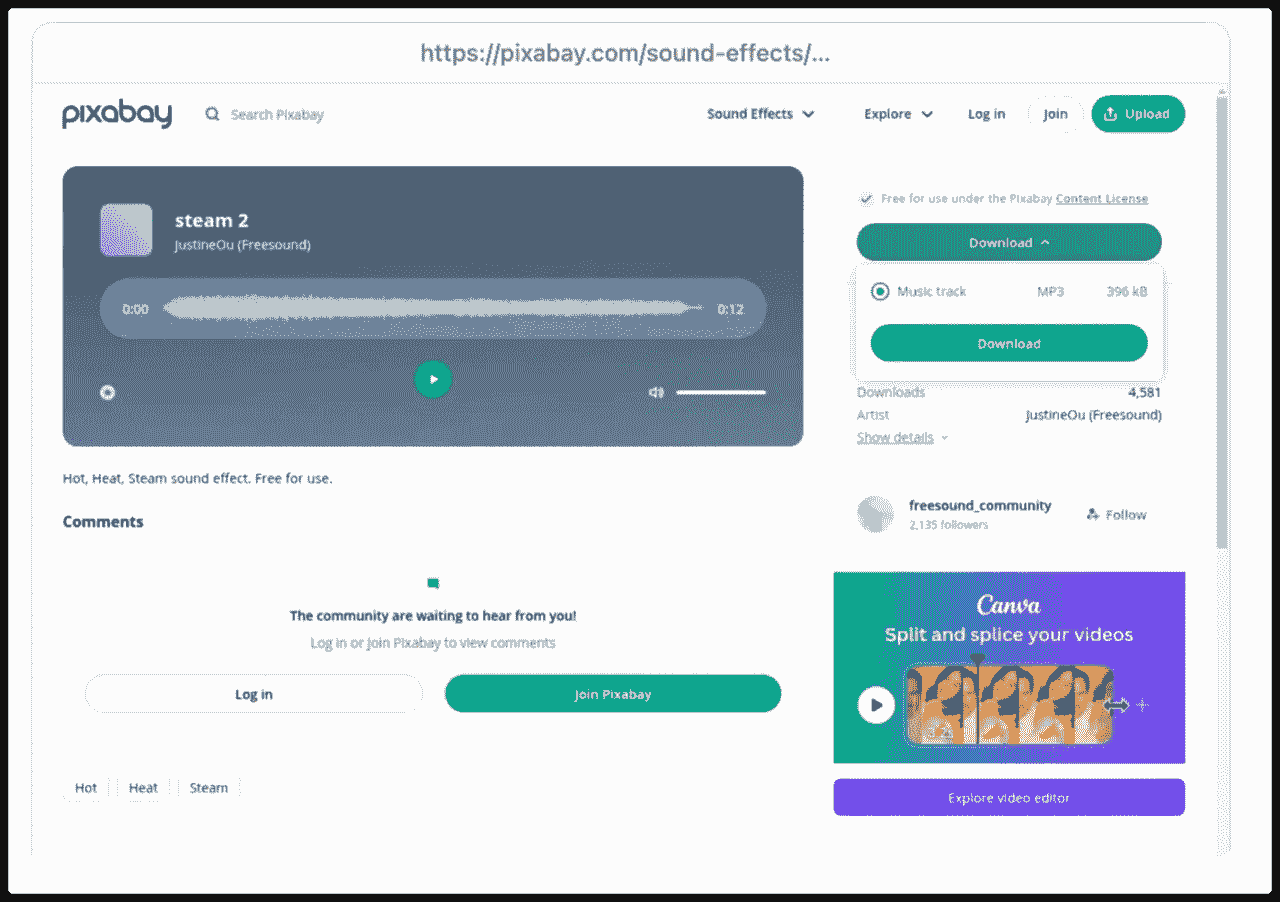 https://pixabay.com/sound-effects/...
pixabay
Search Pixabay
Sound Effects
Explore
Log in
Join
Upload
steam 2
JustineOu (Freesound)
0:00
0:12
Free for use under the Pixabay Content License
Download
Music track MP3 396 kB
Download
Downloads 4,581
Artist JustineOu (Freesound)
Show details
Hot, Heat, Steam sound effect. Free for use.
Comments
freesound_community
2,135 followers
Follow
The community are waiting to hear from you!
Log in or join Pixabay to view comments
Log in
Join Pixabay
Canva
Split and splice your videos
Hot
Heat
Steam
Explore video editor